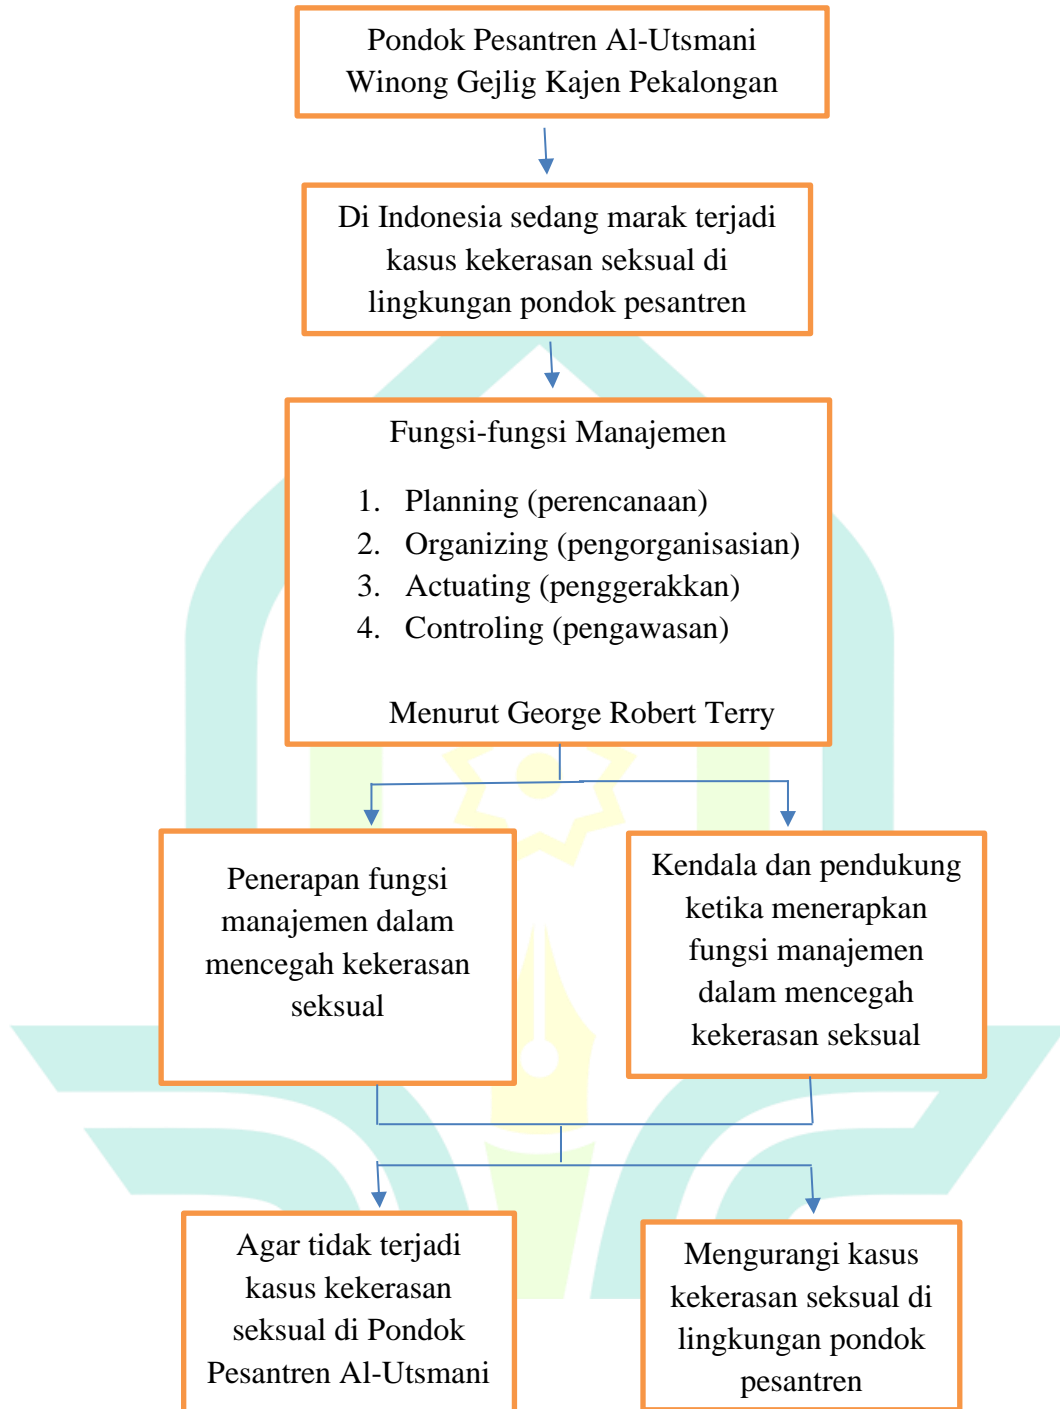 Pondok Pesantren Al-Utsmani
Winong Gejlig Kajen Pekalongan
Di Indonesia sedang marak terjadi
kasus kekerasan seksual di
lingkungan pondok pesantren
Fungsi-fungsi Manajemen
1. Planning (perencanaan)
2. Organizing (pengorganisasian)
3. Actuating (penggerakkan)
4. Controling (pengawasan)
Menurut George Robert Terry
Penerapan fungsi
manajemen dalam
mencegah kekerasan
seksual
Kendala dan pendukung
ketika menerapkan
fungsi manajemen
dalam mencegah
kekerasan seksual
Agar tidak terjadi
kasus kekerasan
seksual di Pondok
Pesantren Al-Utsmani
Mengurangi kasus
kekerasan seksual di
lingkungan pondok
pesantren